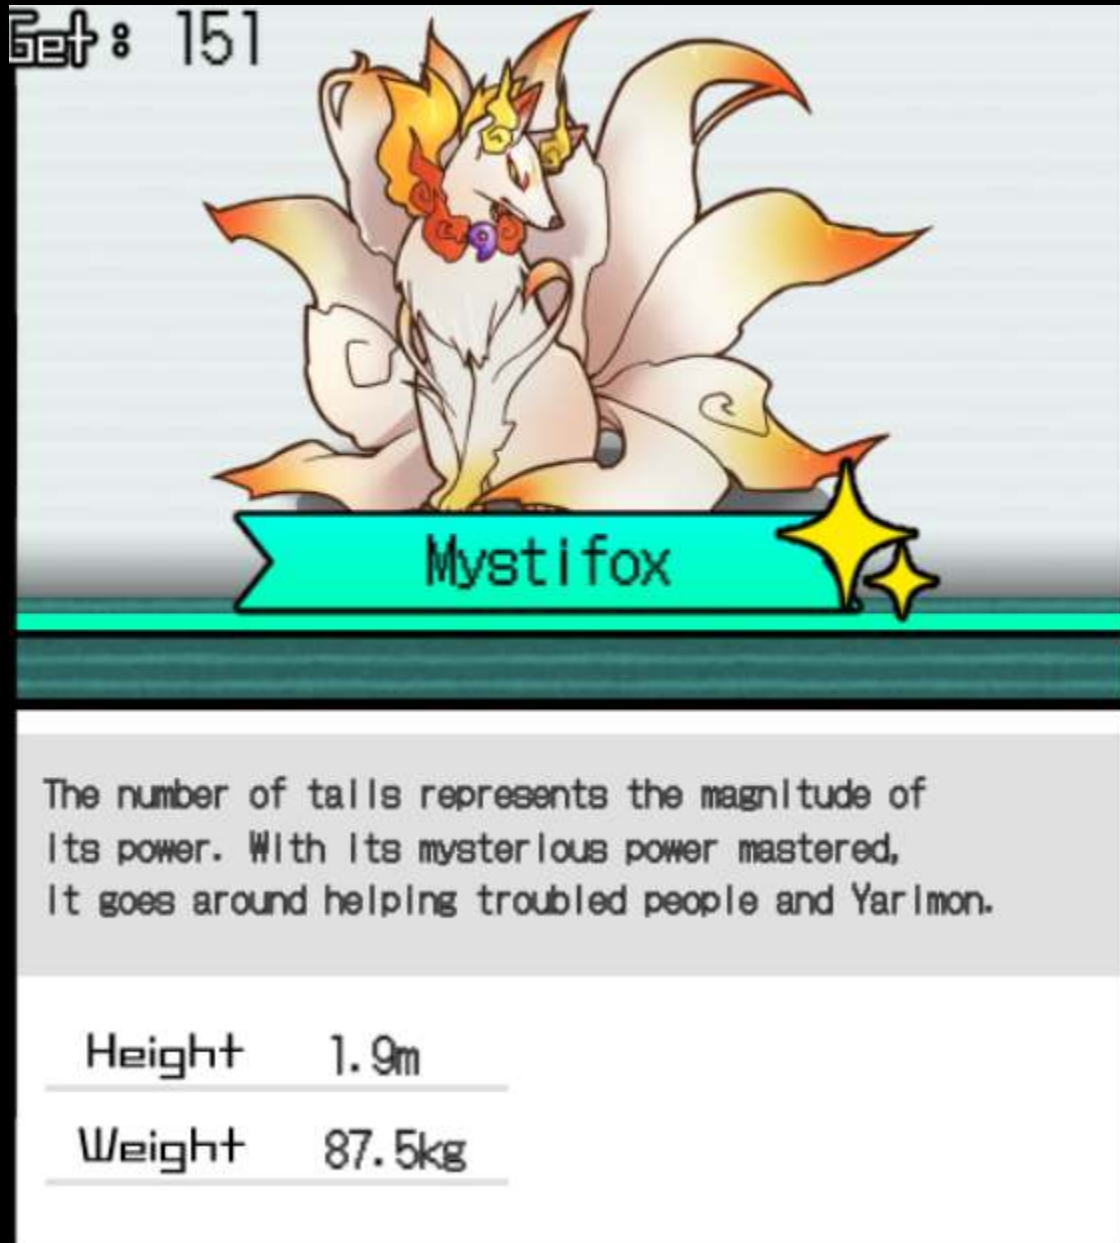 Get: 151
Mystifox
The number of tails represents the magnitude of
its power. With its mysterious power mastered,
it goes around helping troubled people and Yarimon.
Height 1.9m
Weight 87.5kg